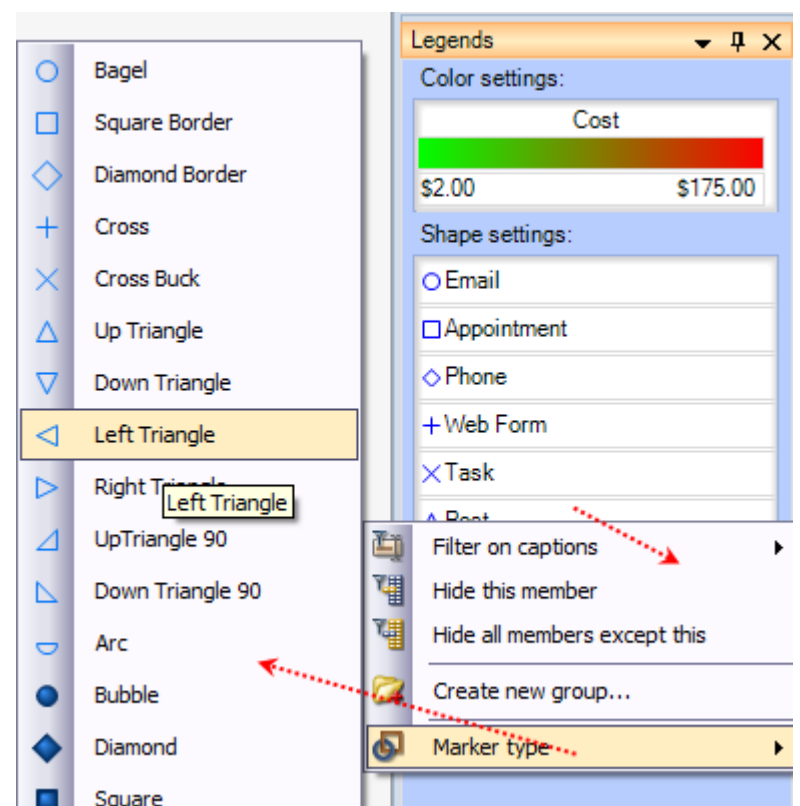 Bagel
Square Border
Diamond Border
Cross
Cross Buck
Up Triangle
Down Triangle
Left Triangle
Right Triangle
Left Triangle
UpTriangle 90
Down Triangle 90
Arc
Bubble
Diamond
Square
Legends
Color settings:
Cost
$2.00 $175.00
Shape settings:
Email
Appointment
Phone
Web Form
Task
Post
Filter on captions
Hide this member
Hide all members except this
Create new group...
Marker type